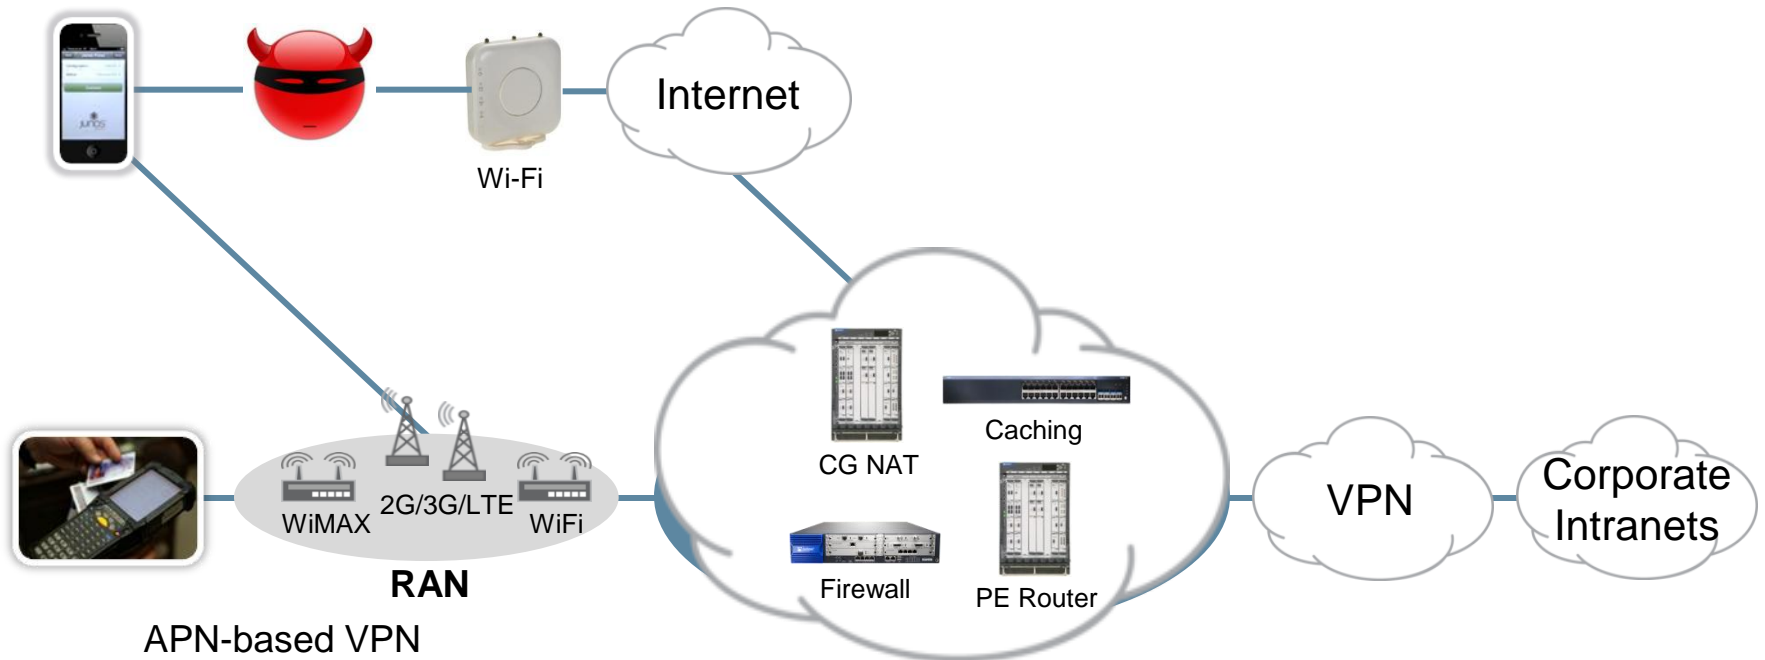 Internet
Wi-Fi
junos
CG NAT
Caching
Firewall
PE Router
WiMAX
2G/3G/LTE
WiFi
RAN
APN-based VPN
VPN
Corporate
Intranets